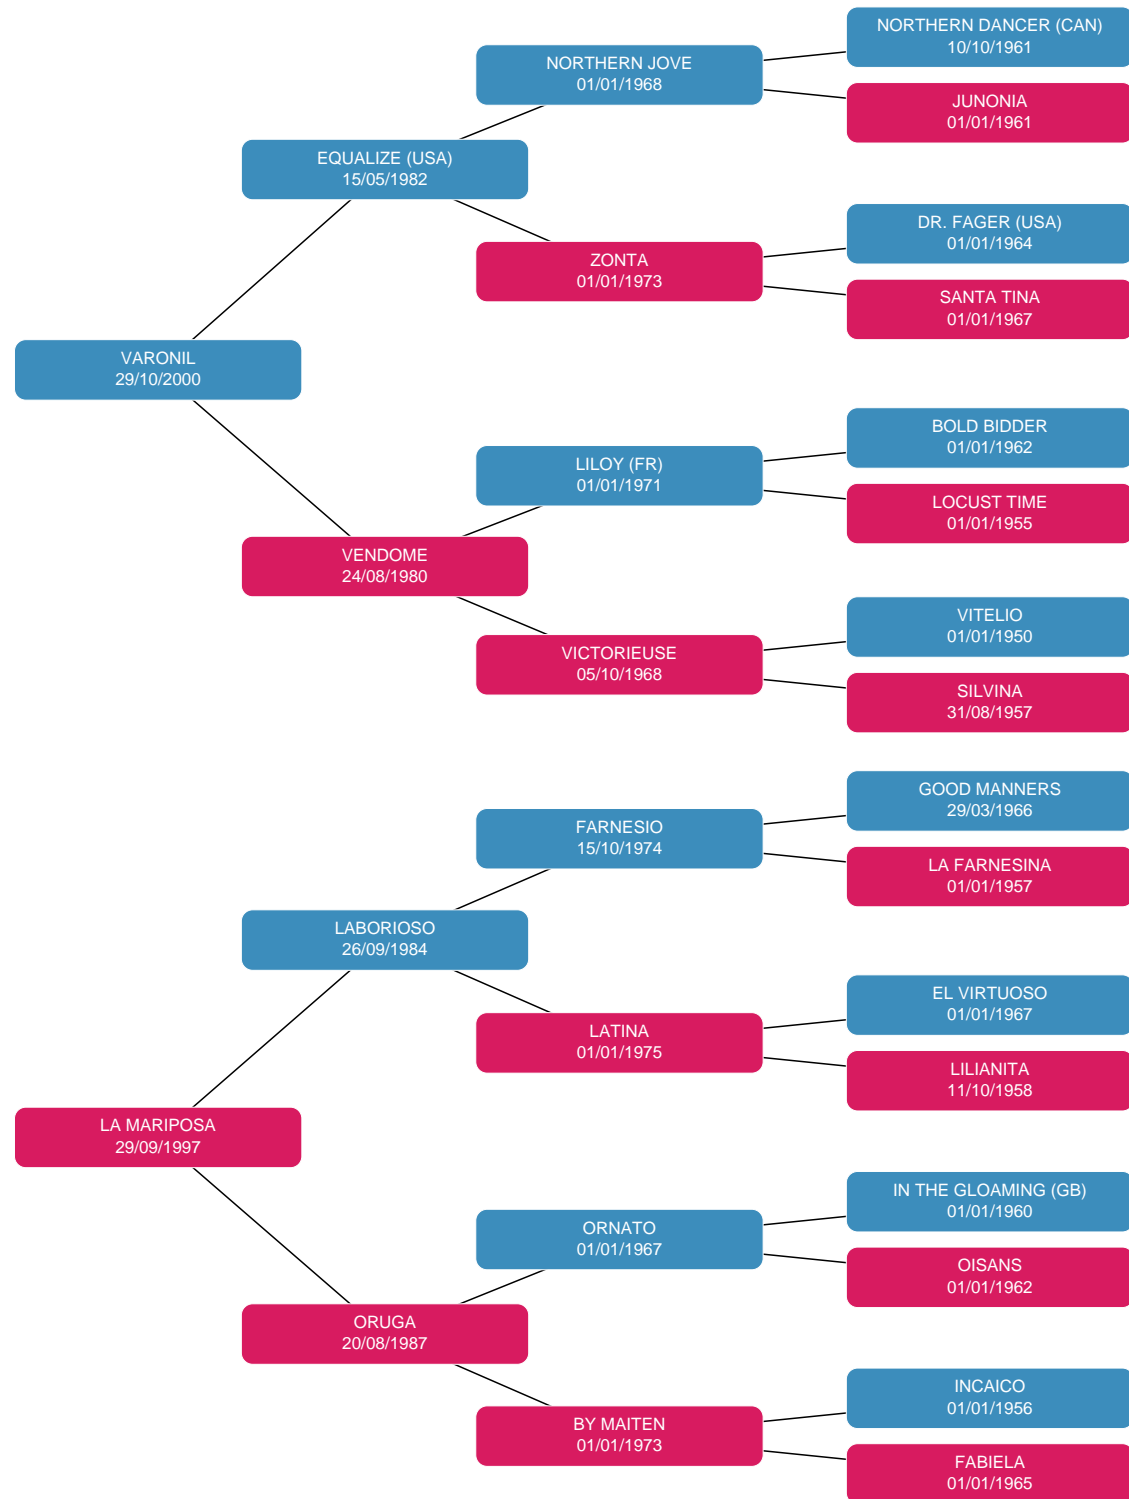 NORTHERN DANCER (CAN)
10/10/1961
NORTHERN JOVE
01/01/1968
JUNONIA
01/01/1961
EQUALIZE (USA)
15/05/1982
DR. FAGER (USA)
01/01/1964
ZONTA
01/01/1973
SANTA TINA
01/01/1967
VARONIL
29/10/2000
BOLD BIDDER
01/01/1962
LILOY (FR)
01/01/1971
LOCUST TIME
01/01/1955
VENDOME
24/08/1980
VITELIO
01/01/1950
VICTORIEUSE
05/10/1968
SILVINA
31/08/1957
GOOD MANNERS
29/03/1966
FARNESIO
15/10/1974
LA FARNESINA
01/01/1957
LABORIOSO
26/09/1984
EL VIRTUOSO
01/01/1967
LATINA
01/01/1975
LILIANITA
11/10/1958
LA MARIPOSA
29/09/1997
IN THE GLOAMING (GB)
01/01/1960
ORNATO
01/01/1967
OISANS
01/01/1962
ORUGA
20/08/1987
INCAICO
01/01/1956
BY MAITEN
01/01/1973
FABIELA
01/01/1965